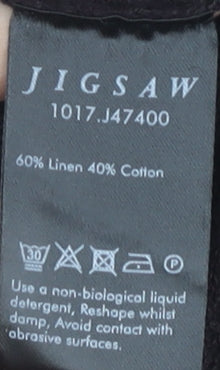 JIGSAW
1017.J47400
60% Linen 40% Cotton
30 P
Use a non-biological liquid
detergent, Reshape whilst
damp, Avoid contact with
abrasive surfaces.